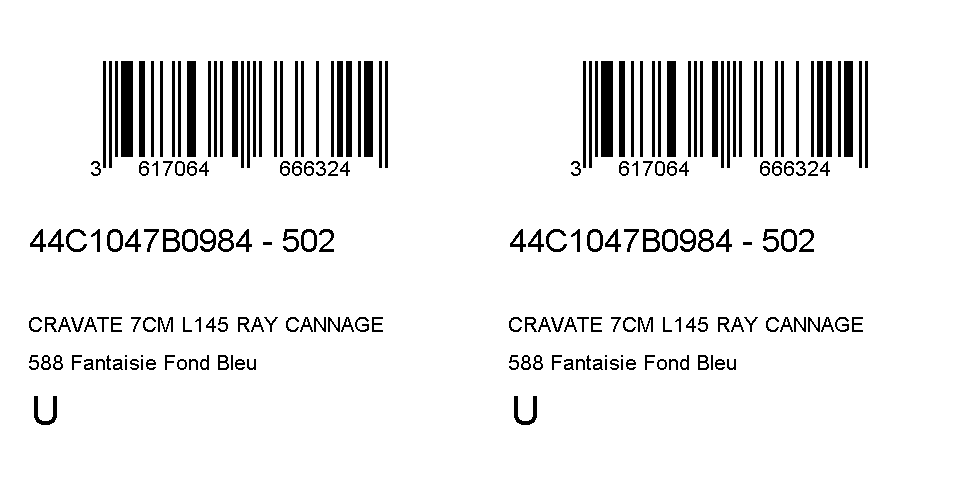 3 617064 666324
44C1047B0984 - 502
CRAVATE 7CM L145 RAY CANNAGE
588 Fantaisie Fond Bleu
U
3 617064 666324
44C1047B0984 - 502
CRAVATE 7CM L145 RAY CANNAGE
588 Fantaisie Fond Bleu
U